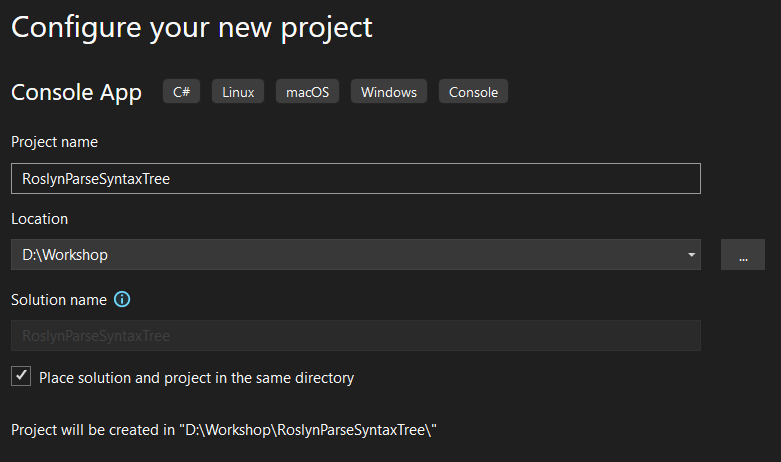 Configure your new project
Console App C# Linux macOS Windows Console
Project name
RoslynParseSyntaxTree
Location
D:\Workshop
...
Solution name
RoslynParseSyntaxTree
Place solution and project in the same directory
Project will be created in "D:\Workshop\RoslynParseSyntaxTree\"